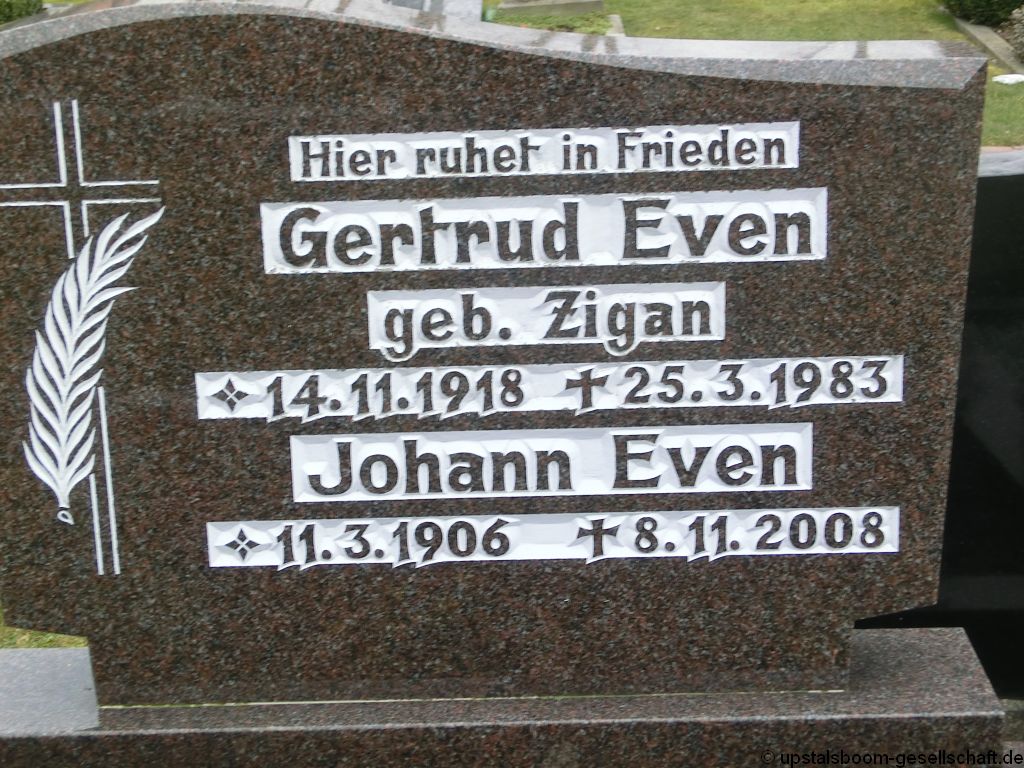 Hier ruhet in Frieden
Gertrud Even
geb. Zigan
14.11.1918 ✝ 25.3.1983
Johann Even
11.3.1906 ✝ 8.11.2008
© upstalsboom-gesellschaft.de